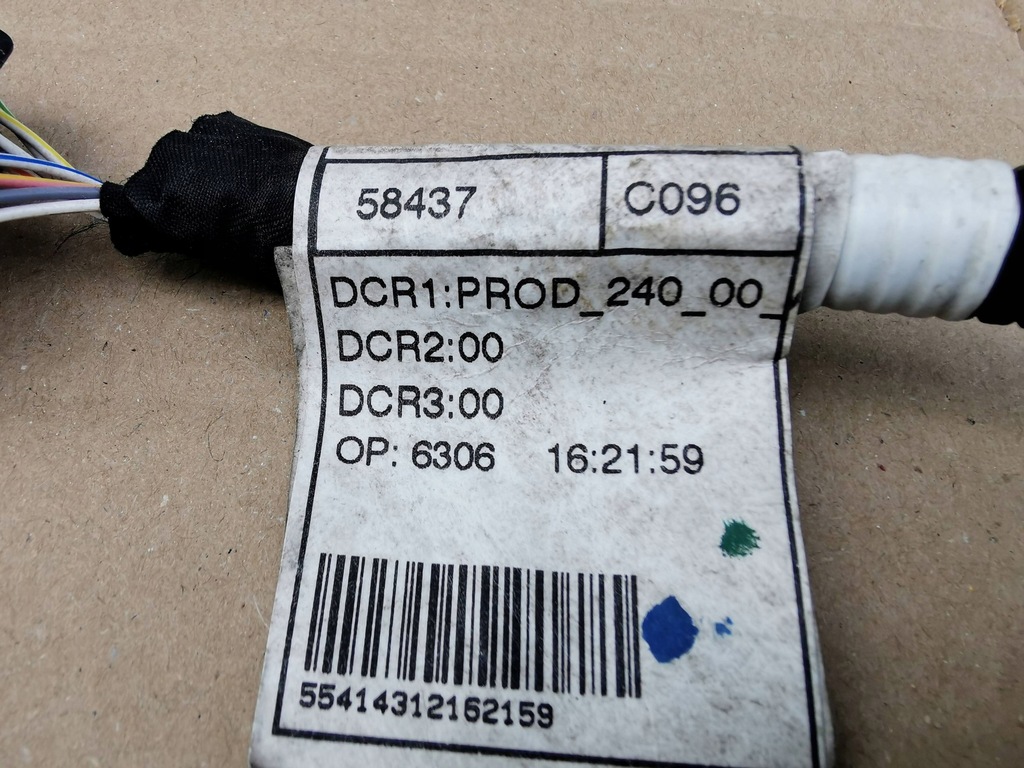 58437 C096
DCR1:PROD_240_00_
DCR2:00
DCR3:00
OP: 6306 16:21:59
55414312162159